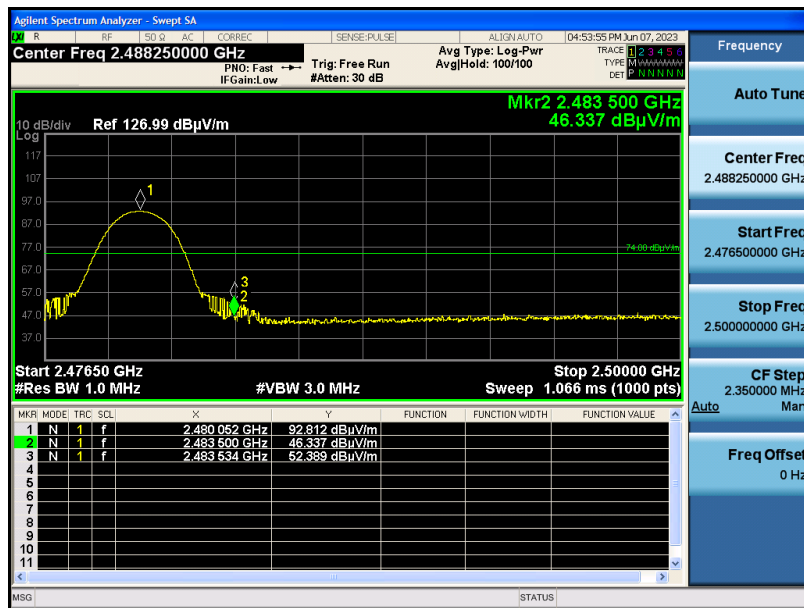 Agilent Spectrum Analyzer - Swept SA
LXI R RF 50 Ω AC CORREC SENSE:PULSE ALIGN AUTO 04:53:55 PM Jun 07, 2023
Center Freq 2.488250000 GHz
PNO: Fast
IFGain:Low
Trig: Free Run
#Atten: 30 dB
Avg Type: Log-Pwr
Avg|Hold: 100/100
TRACE 1 2 3 4 5 6
TYPE M
DET P N N N N N
Mkr2 2.483 500 GHz
46.337 dBµV/m
10 dB/div Ref 126.99 dBµV/m
Log
117
107
97.0
87.0
77.0
67.0
57.0
47.0
37.0
1
3
2
74.00 dBµV/m
Start 2.47650 GHz Stop 2.50000 GHz
#Res BW 1.0 MHz #VBW 3.0 MHz Sweep 1.066 ms (1000 pts)
MKR MODE TRC SCL X Y FUNCTION FUNCTION WIDTH FUNCTION VALUE
1 N 1 f 2.480 052 GHz 92.812 dBµV/m
2 N 1 f 2.483 500 GHz 46.337 dBµV/m
3 N 1 f 2.483 534 GHz 52.389 dBµV/m
4
5
6
7
8
9
10
11
MSG STATUS
Frequency
Auto Tune
Center Freq
2.488250000 GHz
Start Freq
2.476500000 GHz
Stop Freq
2.500000000 GHz
CF Step
2.350000 MHz
Auto Man
Freq Offset
0 Hz